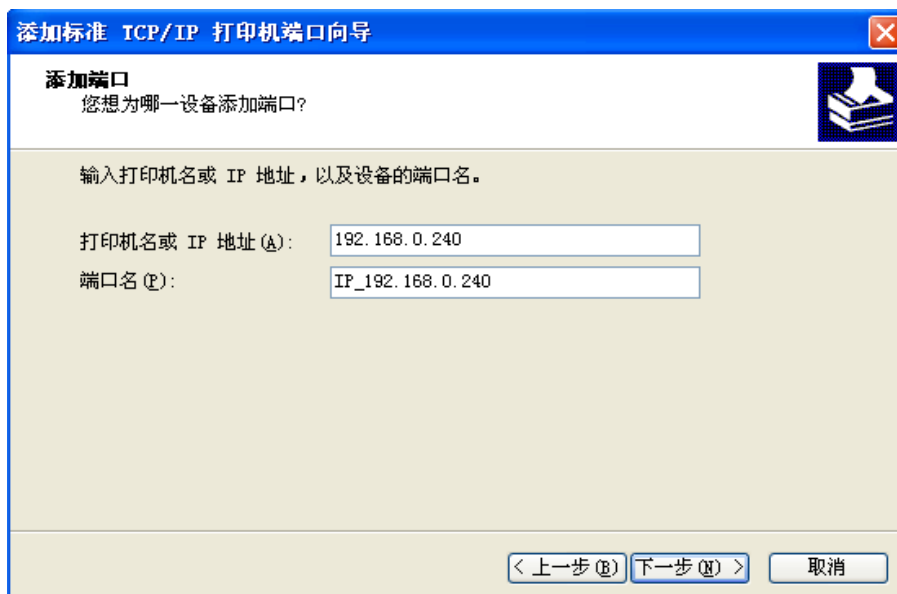 添加标准 TCP/IP 打印机端口向导
添加端口
您想为哪一设备添加端口?
输入打印机名或 IP 地址，以及设备的端口名。
打印机名或 IP 地址(A): 192.168.0.240
端口名(P): IP_192.168.0.240
< 上一步(B) 下一步(N) > 取消